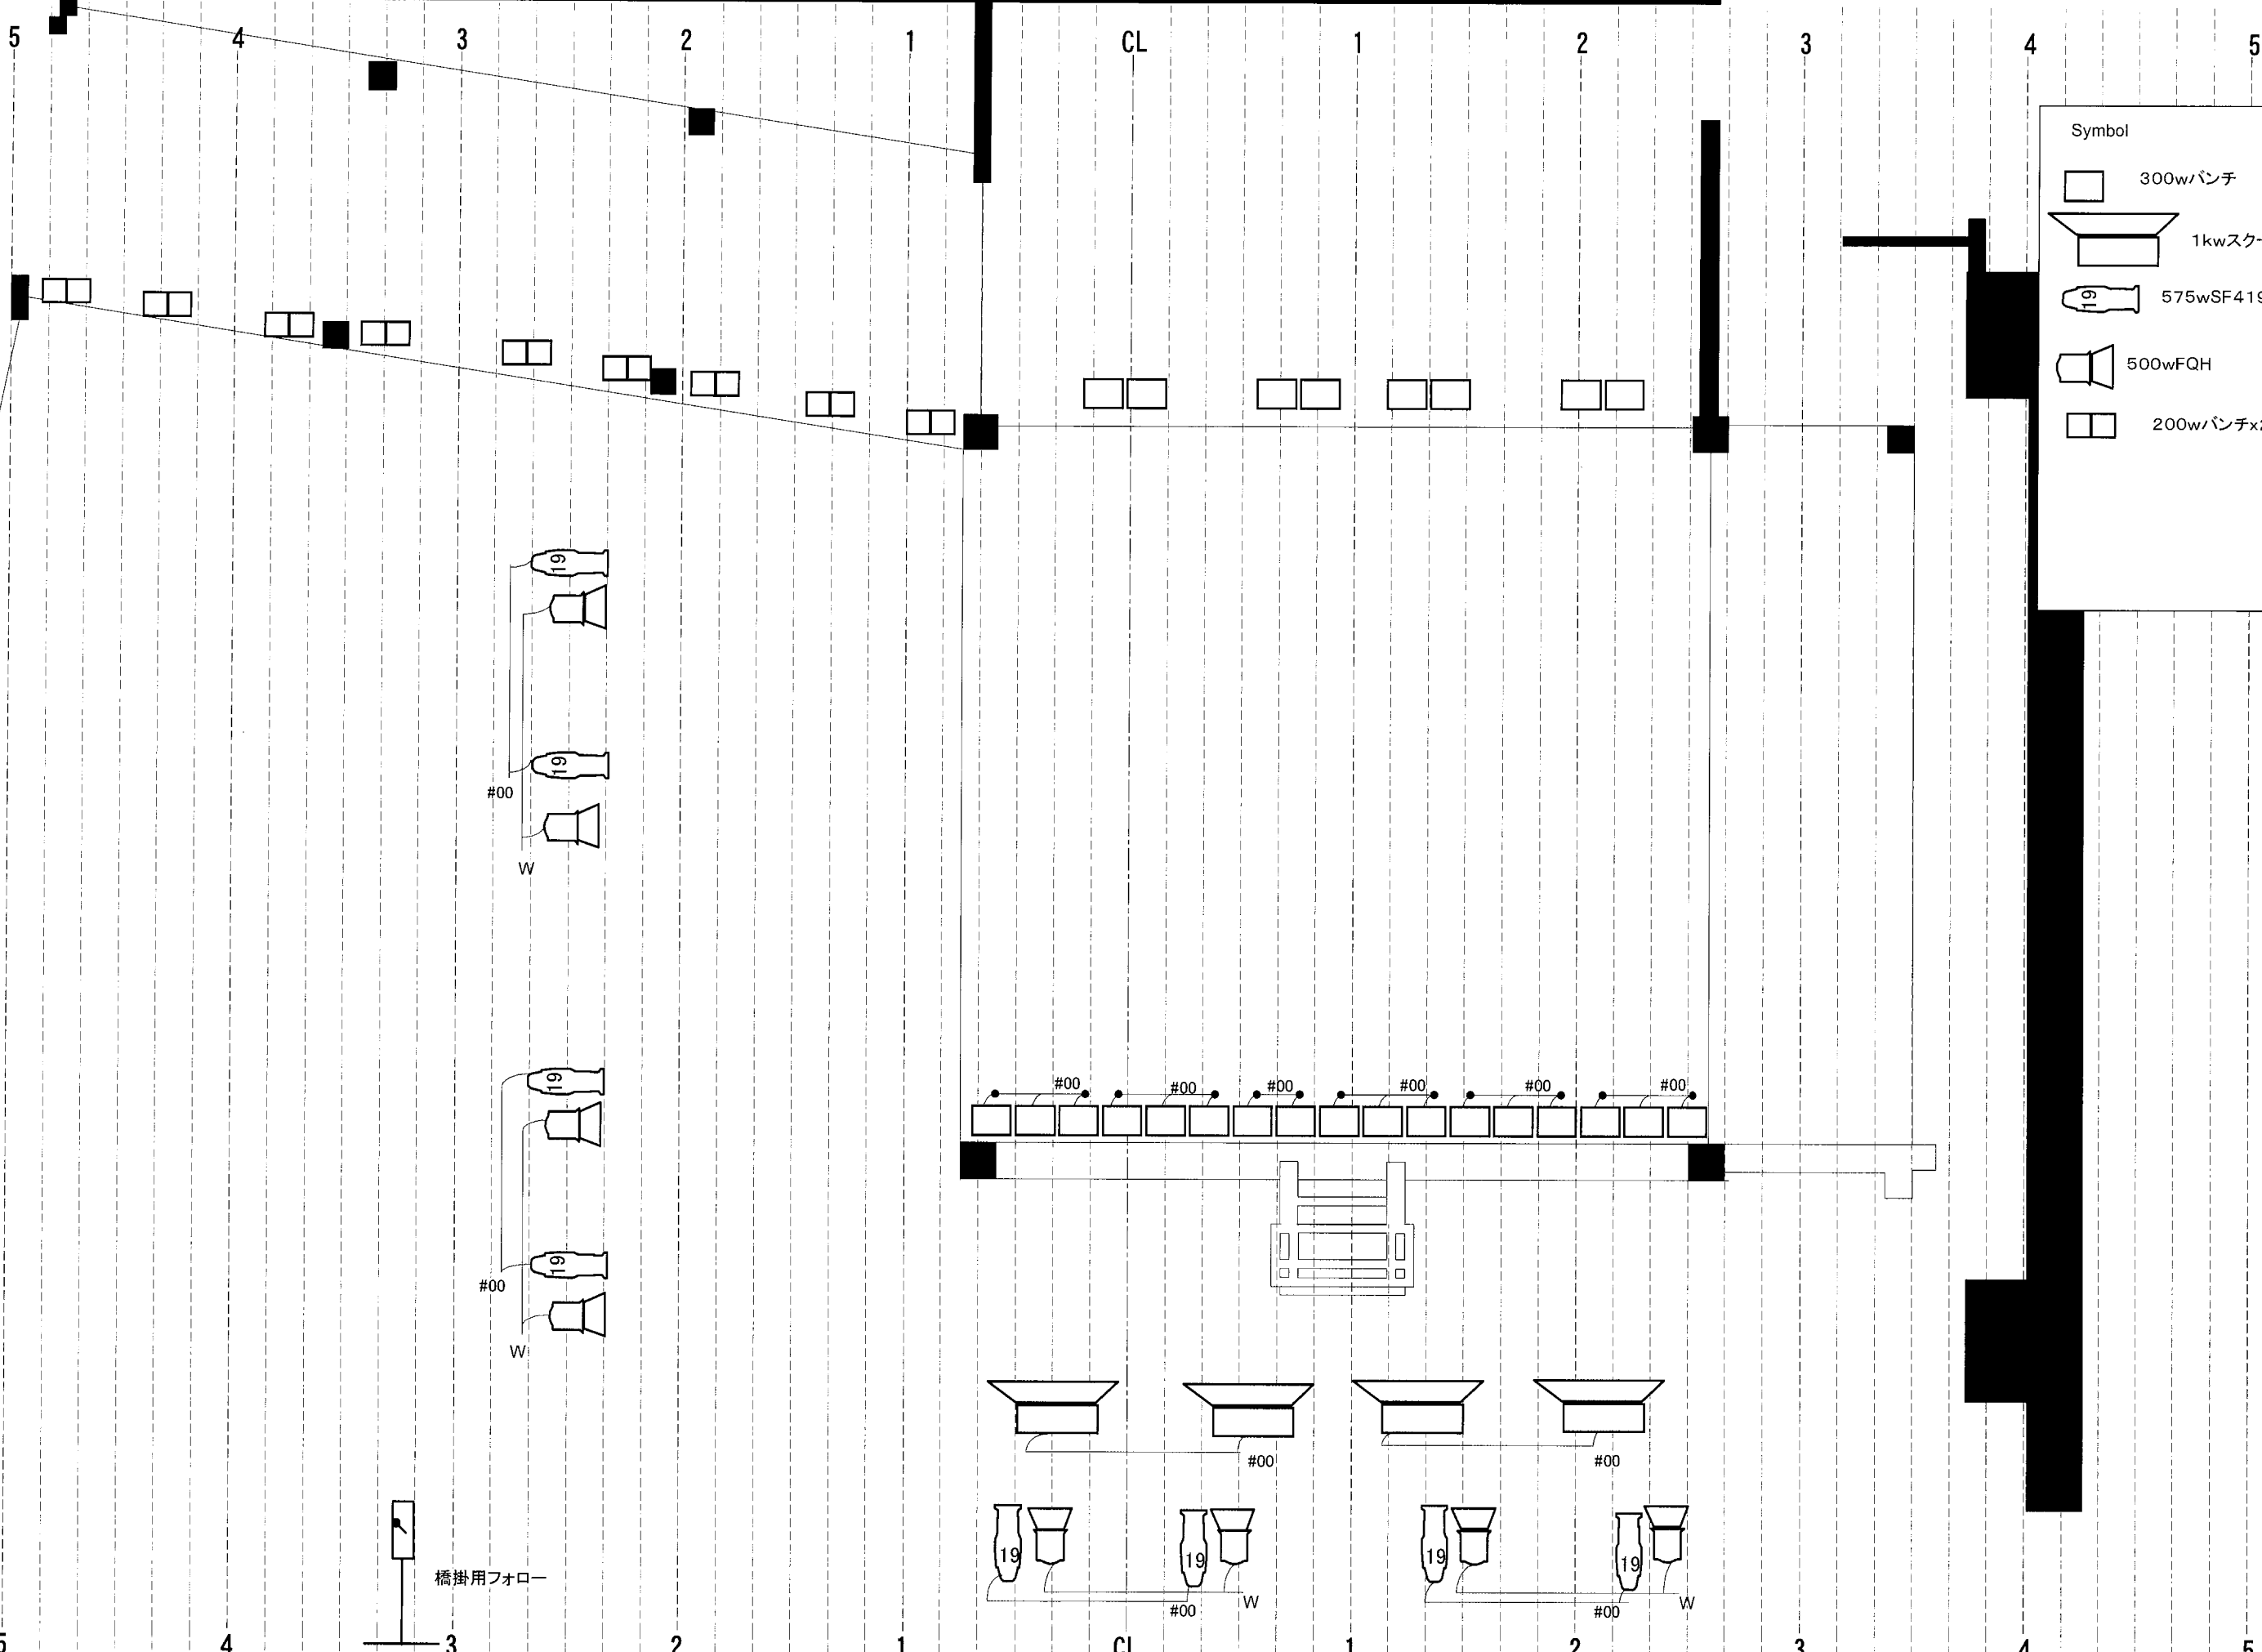 5 4 3 2 1 CL 1 2 3 4 5
Symbol
300wバンチ
1kwスク
19 575wSF419
500wFQH
200wバンチx2
19
19
#00
W
#00 #00 #00 #00 #00 #00
19
19
#00
W
#00 #00
19 19 19 19
橋掛用フォロー
#00 W #00 W
5 4 3 2 1 CL 1 2 3 4 5